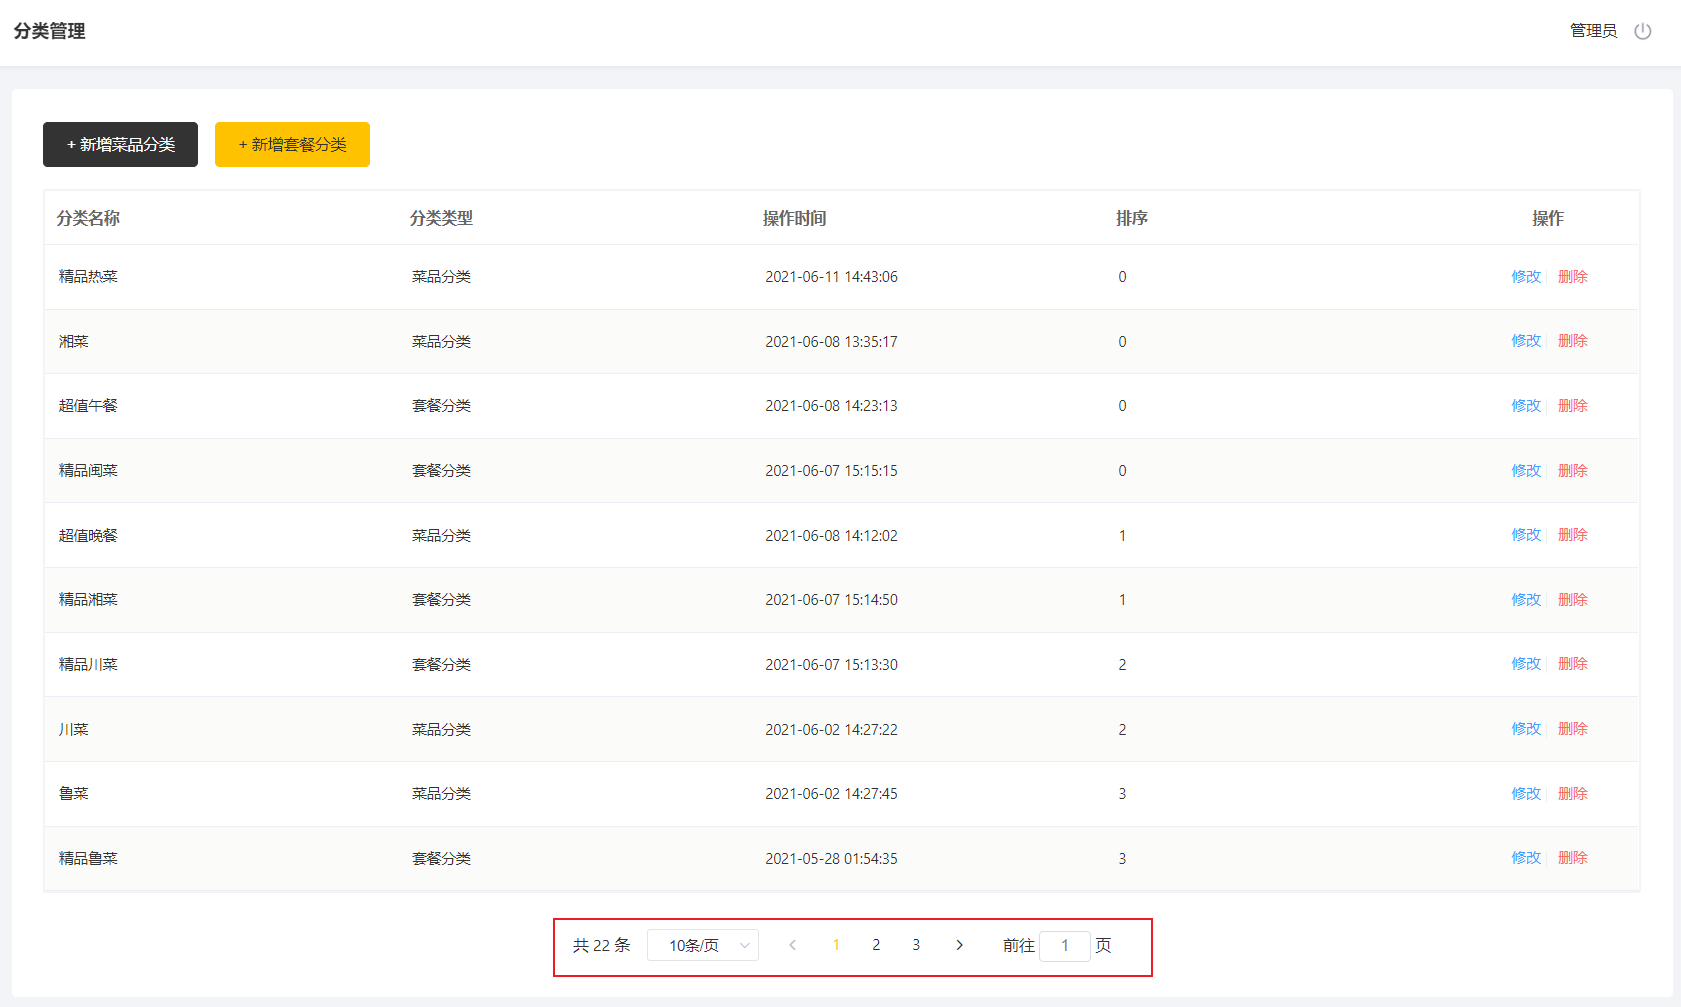 分类管理 管理员
+ 新增菜品分类 + 新增套餐分类
分类名称 分类类型 操作时间 排序 操作
精品热菜 菜品分类 2021-06-11 14:43:06 0 修改 删除
湘菜 菜品分类 2021-06-08 13:35:17 0 修改 删除
超值午餐 套餐分类 2021-06-08 14:23:13 0 修改 删除
精品闽菜 套餐分类 2021-06-07 15:15:15 0 修改 删除
超值晚餐 菜品分类 2021-06-08 14:12:02 1 修改 删除
精品湘菜 套餐分类 2021-06-07 15:14:50 1 修改 删除
精品川菜 套餐分类 2021-06-07 15:13:30 2 修改 删除
川菜 菜品分类 2021-06-02 14:27:22 2 修改 删除
鲁菜 菜品分类 2021-06-02 14:27:45 3 修改 删除
精品鲁菜 套餐分类 2021-05-28 01:54:35 3 修改 删除
共 22 条 10条/页 1 2 3 前往 1 页